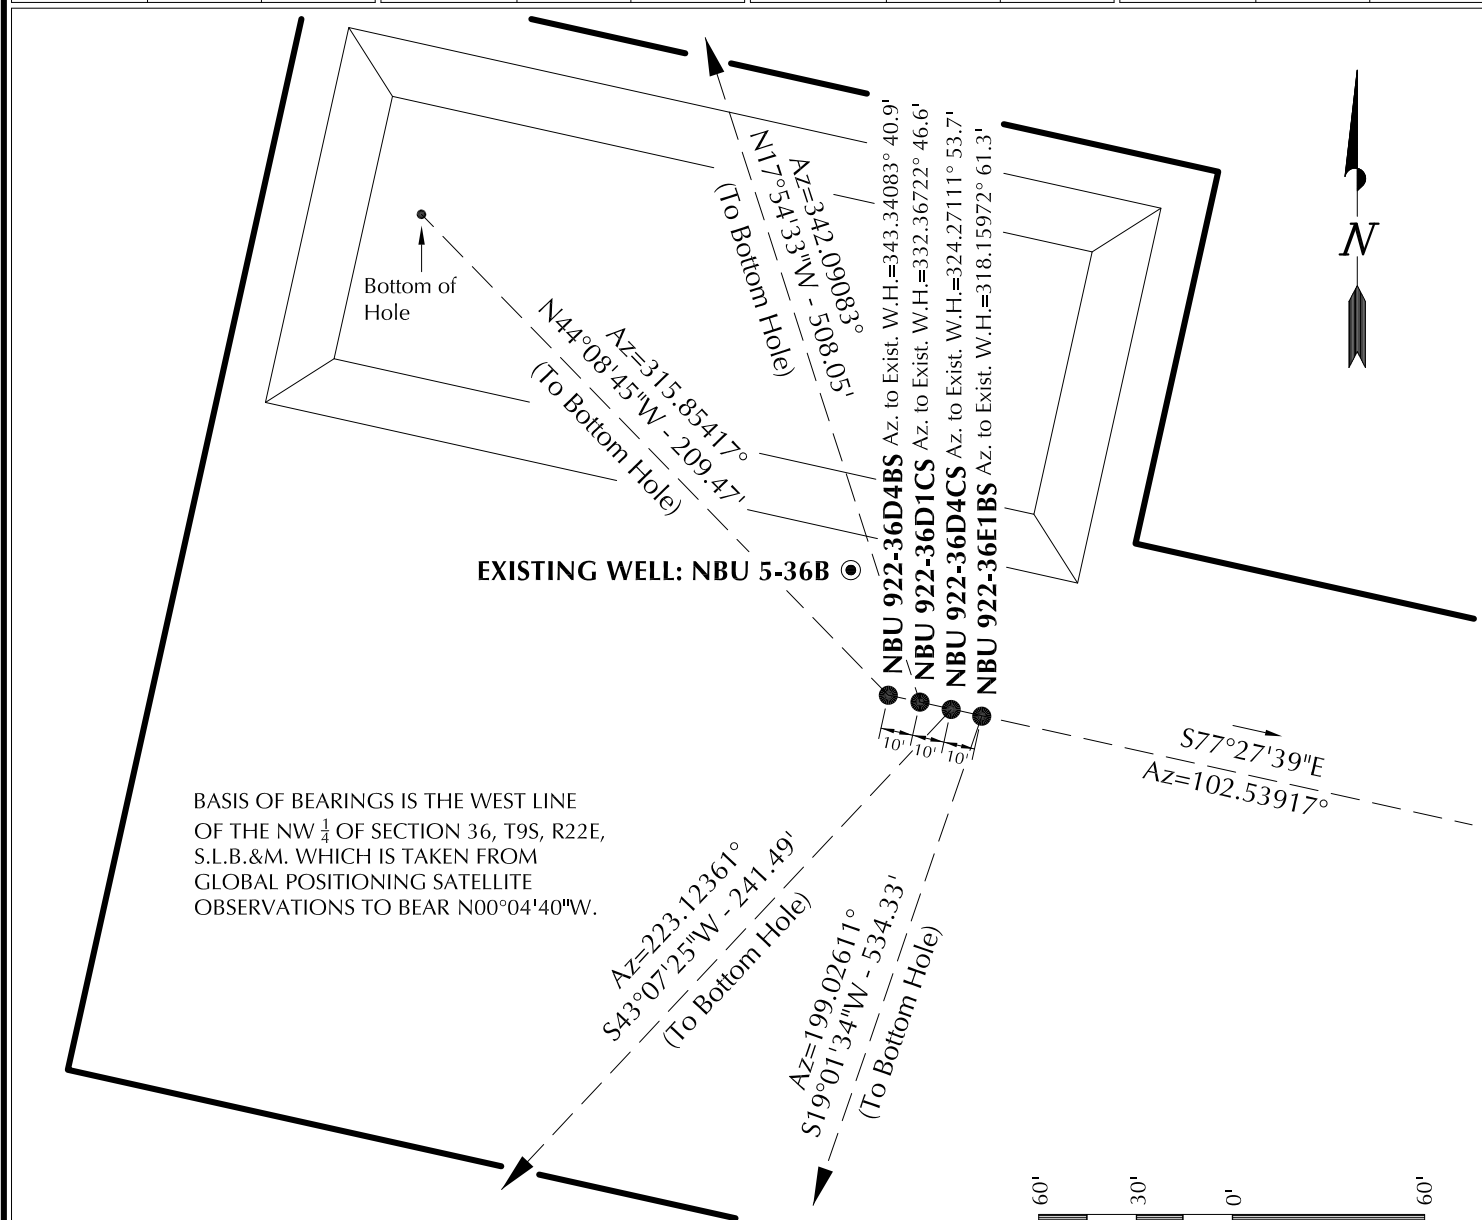 Az=342.09083°
N17°54'33"W - 508.05'
(To Bottom Hole)
N
Bottom of
Hole
Az=315.85417°
N44°08'45"W - 209.47'
(To Bottom Hole)
NBU 922-36D4BS Az. to Exist. W.H.=343.34083° 40.9'
NBU 922-36D1CS Az. to Exist. W.H.=332.36722° 46.6'
NBU 922-36D4CS Az. to Exist. W.H.=324.27111° 53.7'
NBU 922-36E1BS Az. to Exist. W.H.=318.15972° 61.3'
EXISTING WELL: NBU 5-36B
10'
10'
10'
S77°27'39"E
Az=102.53917°
BASIS OF BEARINGS IS THE WEST LINE
OF THE NW 1/4 OF SECTION 36, T9S, R22E,
S.L.B.&M. WHICH IS TAKEN FROM
GLOBAL POSITIONING SATELLITE
OBSERVATIONS TO BEAR N00°04'40"W.
Az=223.12361°
S43°07'25"W - 241.49'
(To Bottom Hole)
Az=199.02611°
S19°01'34"W - 534.33'
(To Bottom Hole)
60'
30'
0'
60'